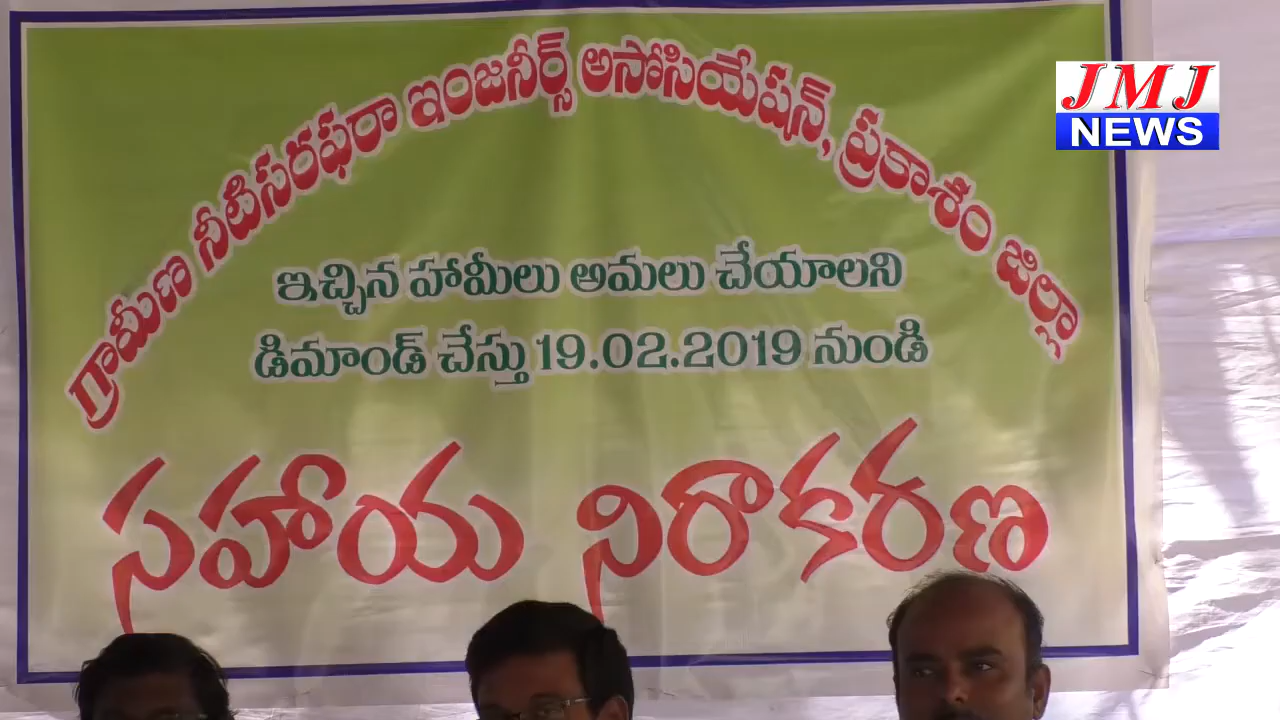 గ్రామీణ నీటిసరఫరా ఇంజనీర్స్ అసోసియేషన్, ప్రకాశం జిల్లా
ఇచ్చిన హామీలు అమలు చేయాలని
డిమాండ్ చేస్తు 19.02.2019 నుండి
సహాయ నిరాకరణ
JMJ
NEWS